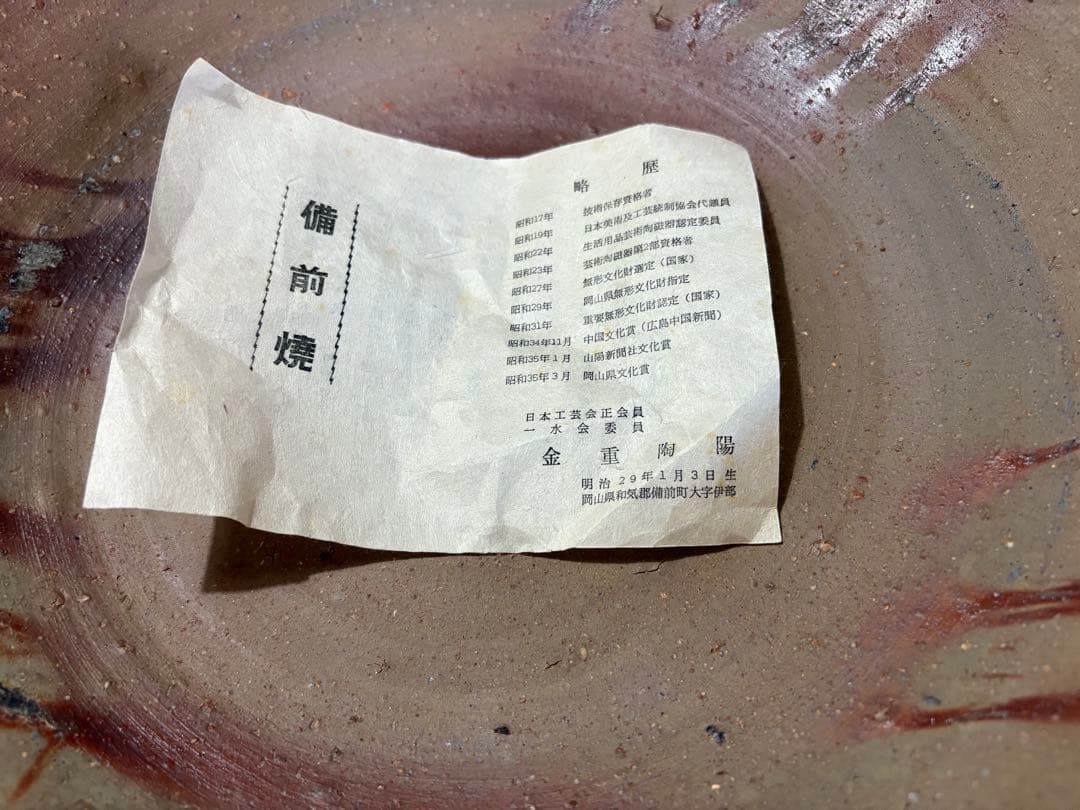 備前燒
略歴
昭和17年 技術保存資格者
昭和19年 日本美術及工芸統制協会代議員
昭和22年 生活用品芸術陶磁器認定委員
昭和23年 芸術陶磁器第2部資格者
昭和27年 無形文化財選定(国家)
昭和29年 岡山県無形文化財指定
昭和31年 重要無形文化財認定(国家)
昭和34年11月 中国文化賞(広島中国新聞)
昭和35年1月 山陽新聞社文化賞
昭和35年3月 岡山県文化賞
日本工芸会正会員
一水会委員
金重陶陽
明治29年1月3日生
岡山県和気郡備前町大字伊部